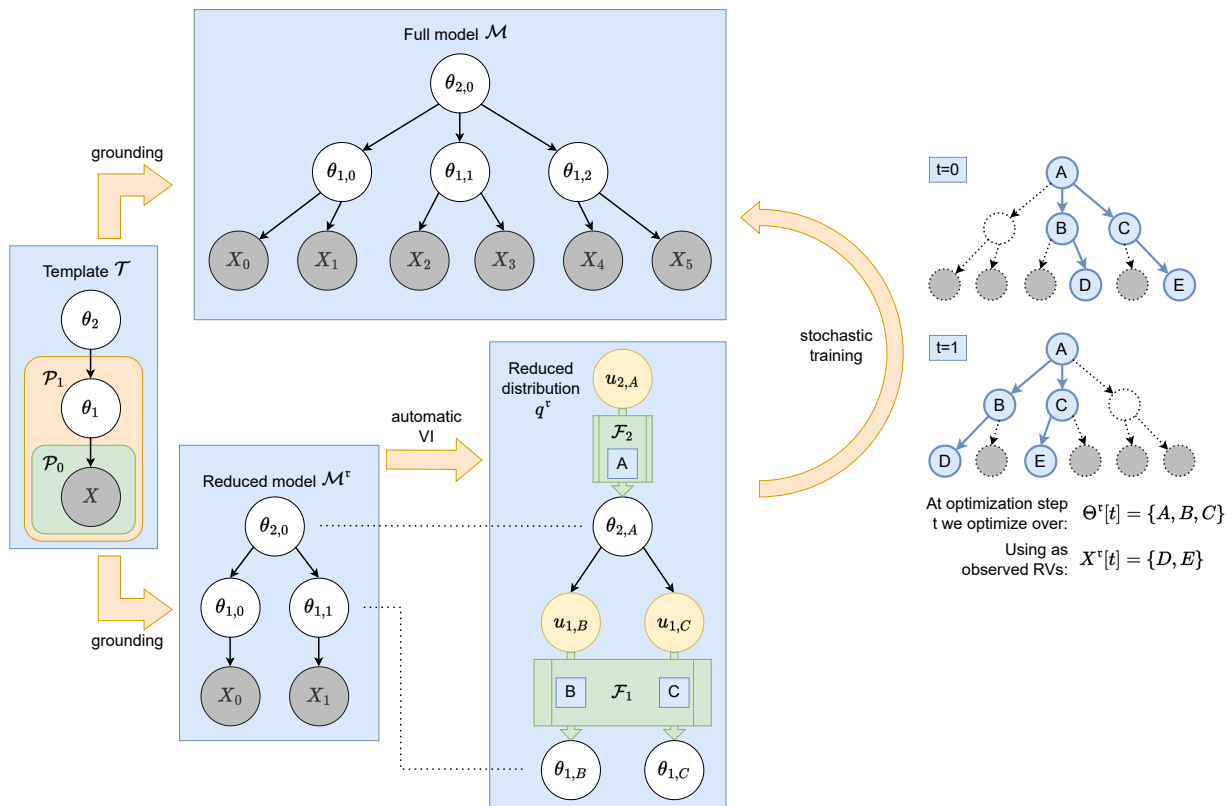 Full model ℳ
θ₂,₀
grounding
θ₁,₀
θ₁,₁
θ₁,₂
X₀
X₁
X₂
X₃
X₄
X₅
Template 𝒯
θ₂
𝒫₁
θ₁
𝒫₀
X
grounding
Reduced model ℳʳ
θ₂,₀
θ₁,₀
θ₁,₁
X₀
X₁
automatic
VI
Reduced
distribution
qʳ
u₂,A
ℱ₂
A
θ₂,A
u₁,B
u₁,C
B
ℱ₁
C
θ₁,B
θ₁,C
stochastic
training
t=0
A
B
C
D
E
t=1
A
B
C
D
E
At optimization step
t we optimize over: Θʳ[t] = {A, B, C}
Using as
observed RVs: Xʳ[t] = {D, E}